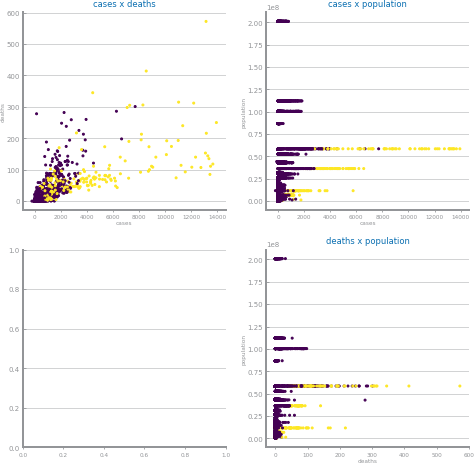 cases x deaths
600
500
400
300
200
100
0
deaths
0 2000 4000 6000 8000 10000 12000 14000
cases
cases x population
1e8
2.00
1.75
1.50
1.25
1.00
0.75
0.50
0.25
0.00
population
0 2000 4000 6000 8000 10000 12000 14000
cases
1.0
0.8
0.6
0.4
0.2
0.0
0.0 0.2 0.4 0.6 0.8 1.0
deaths x population
1e8
2.00
1.75
1.50
1.25
1.00
0.75
0.50
0.25
0.00
population
0 100 200 300 400 500 600
deaths